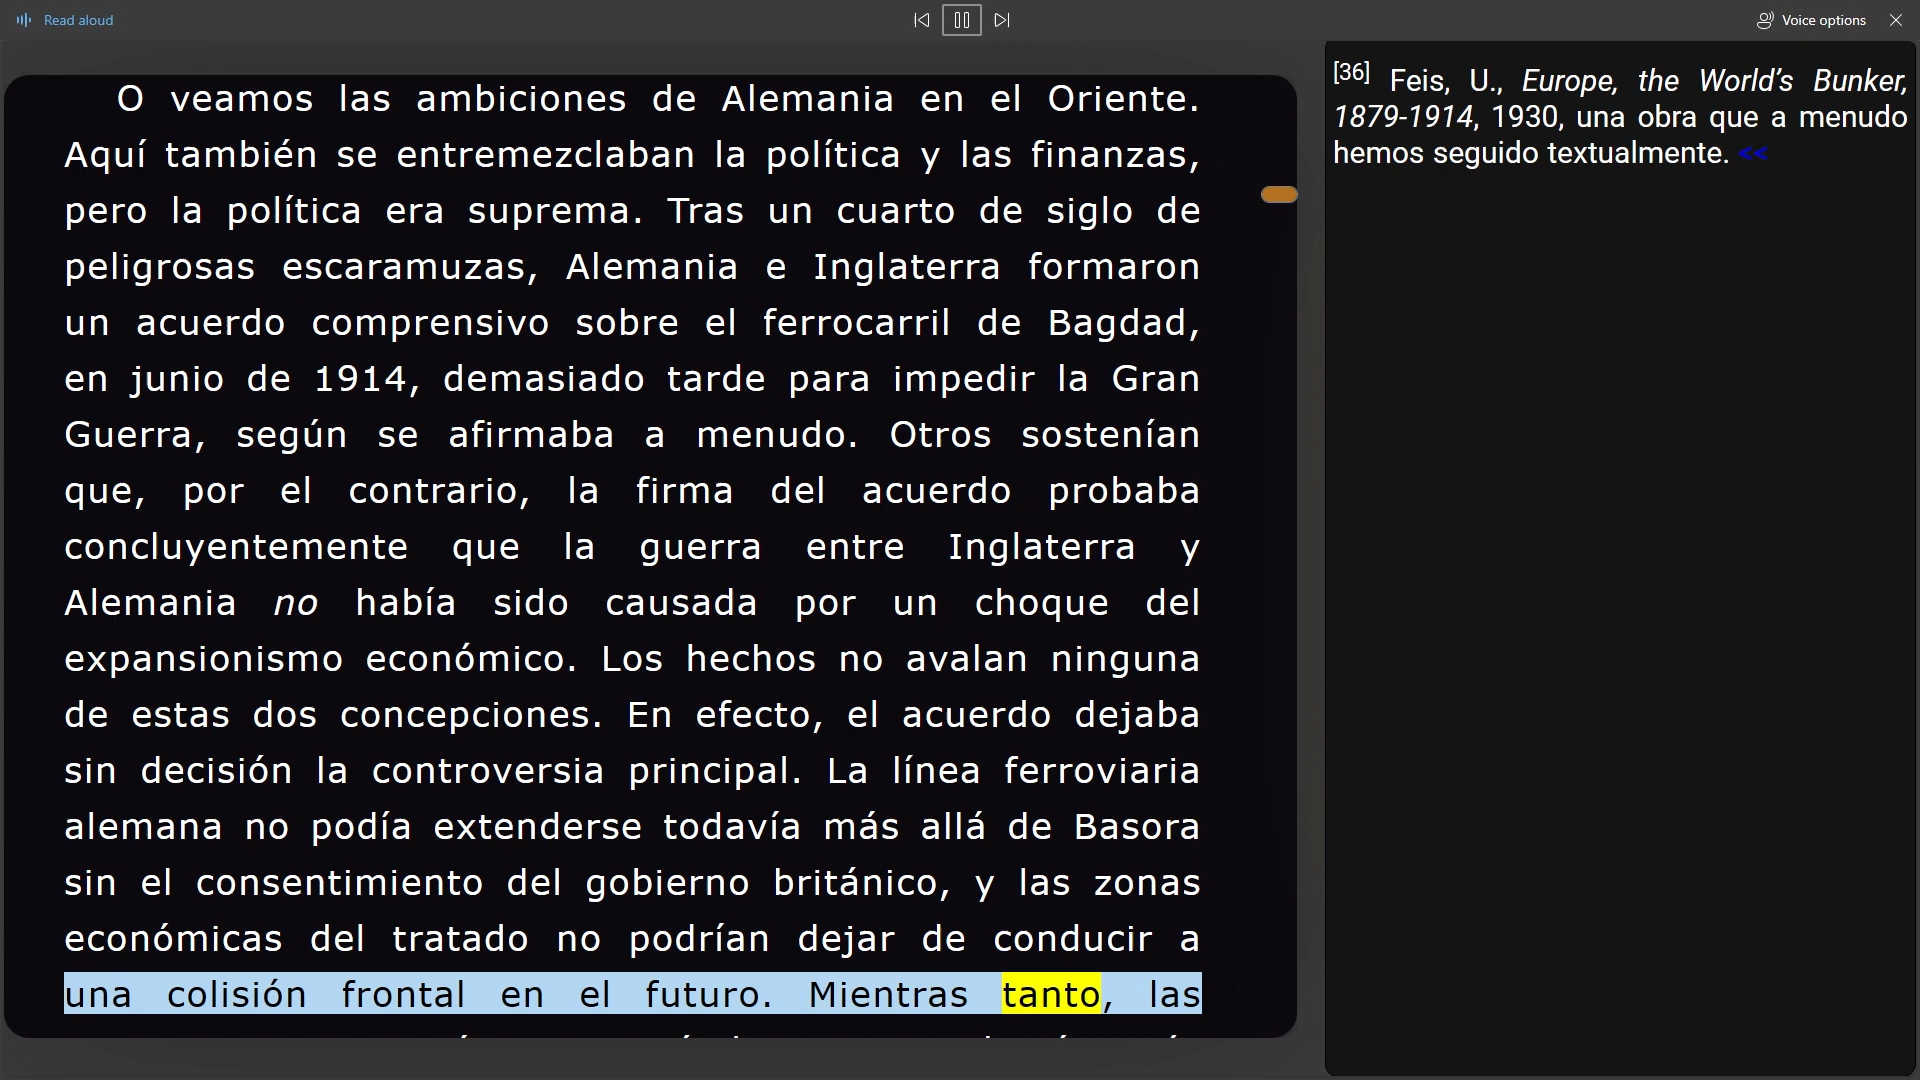 Read aloud
Voice options
O veamos las ambiciones de Alemania en el Oriente.
Aquí también se entremezclaban la política y las finanzas,
pero la política era suprema. Tras un cuarto de siglo de
peligrosas escaramuzas, Alemania e Inglaterra formaron
un acuerdo comprensivo sobre el ferrocarril de Bagdad,
en junio de 1914, demasiado tarde para impedir la Gran
Guerra, según se afirmaba a menudo. Otros sostenían
que, por el contrario, la firma del acuerdo probaba
concluyentemente que la guerra entre Inglaterra y
Alemania no había sido causada por un choque del
expansionismo económico. Los hechos no avalan ninguna
de estas dos concepciones. En efecto, el acuerdo dejaba
sin decisión la controversia principal. La línea ferroviaria
alemana no podía extenderse todavía más allá de Basora
sin el consentimiento del gobierno británico, y las zonas
económicas del tratado no podrían dejar de conducir a
una colisión frontal en el futuro. Mientras tanto, las
[36] Feis, U., Europe, the World’s Bunker,
1879-1914, 1930, una obra que a menudo
hemos seguido textualmente. <<